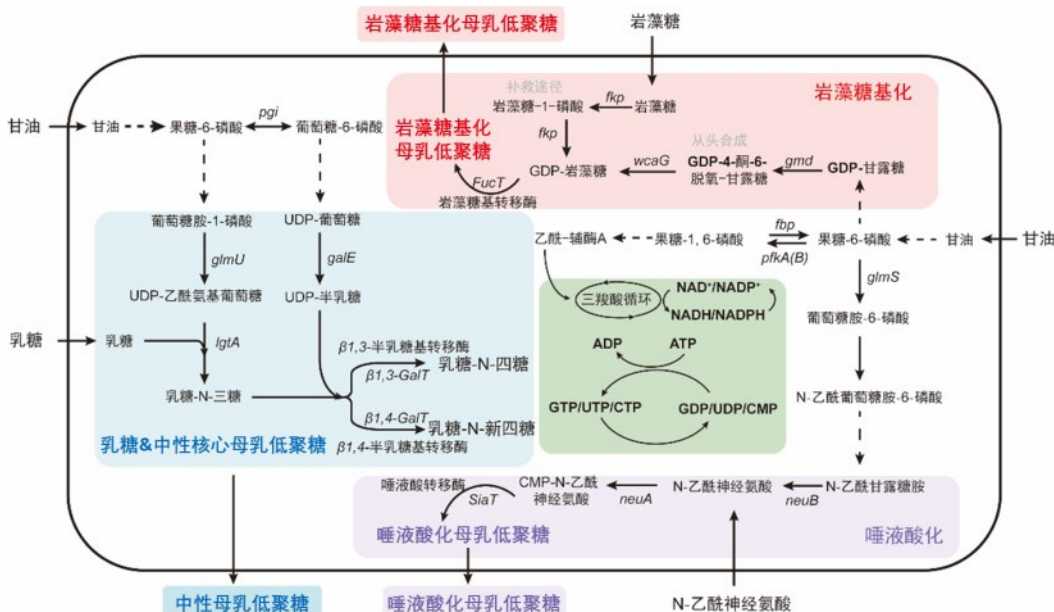 岩藻糖基化母乳低聚糖
岩藻糖
补救途径
岩藻糖-1-磷酸
fkp
岩藻糖
岩藻糖基化
fkp
岩藻糖基化
母乳低聚糖
从头合成
GDP-岩藻糖
wcaG
GDP-4-酮-6-
脱氧-甘露糖
gmd
GDP-甘露糖
FucT
岩藻糖基转移酶
甘油
甘油
果糖-6-磷酸
pgi
葡萄糖-6-磷酸
葡萄糖胺-1-磷酸
UDP-葡萄糖
glmU
galE
UDP-乙酰氨基葡萄糖
UDP-半乳糖
乳糖
乳糖
lgtA
乳糖-N-三糖
β1,3-半乳糖基转移酶
β1,3-GalT
乳糖-N-四糖
β1,4-GalT
乳糖-N-新四糖
β1,4-半乳糖基转移酶
乳糖&中性核心母乳低聚糖
乙酰-辅酶A
果糖-1, 6-磷酸
fbp
pfkA(B)
果糖-6-磷酸
甘油
甘油
glmS
三羧酸循环
NAD⁺/NADP⁺
NADH/NADPH
ADP
ATP
GTP/UTP/CTP
GDP/UDP/CMP
葡萄糖胺-6-磷酸
N-乙酰葡萄糖胺-6-磷酸
唾液酸转移酶
CMP-N-乙酰
神经氨酸
neuA
N-乙酰神经氨酸
neuB
N-乙酰甘露糖胺
SiaT
唾液酸化母乳低聚糖
唾液酸化
中性母乳低聚糖
唾液酸化母乳低聚糖
N-乙酰神经氨酸